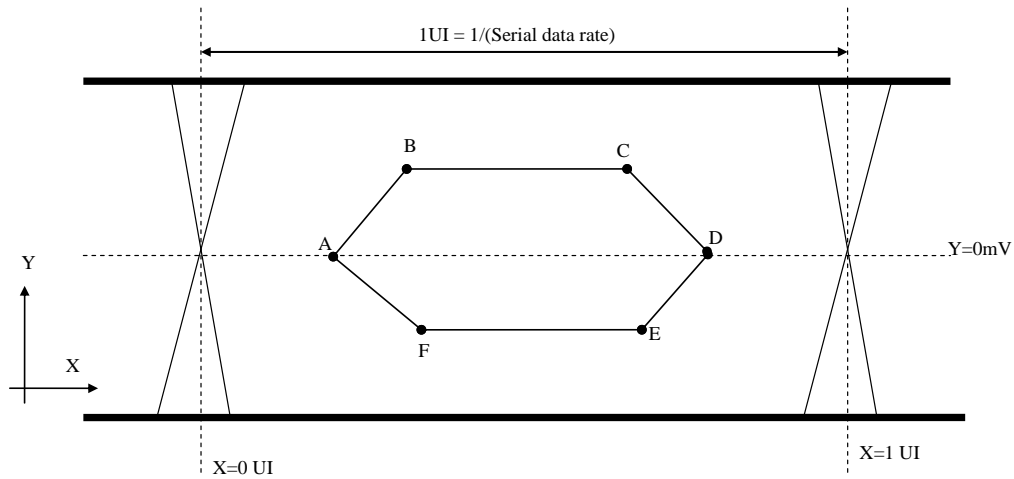 1UI = 1/(Serial data rate)
B
C
A
D
Y=0mV
Y
F
E
X
X=0 UI
X=1 UI